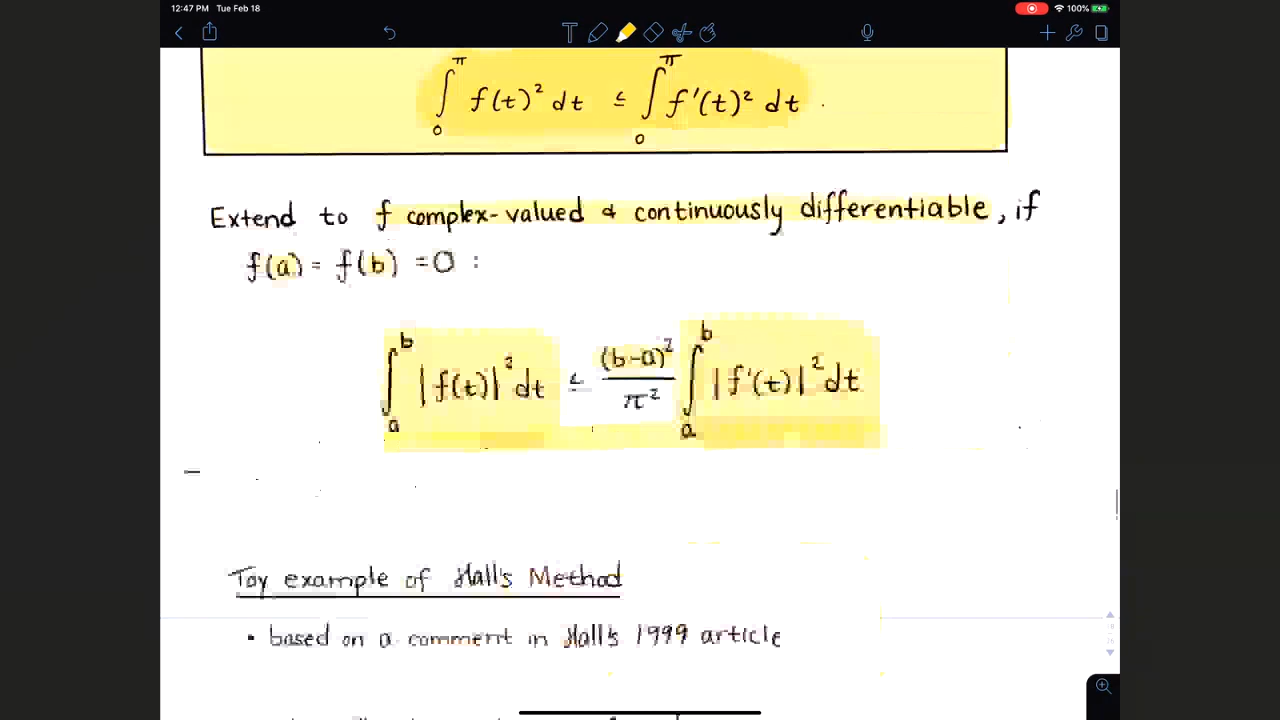 12:47 PM Tue Feb 18 100%
∫₀^π f(t)² dt ≤ ∫₀^π f'(t)² dt .
Extend to f complex-valued & continuously differentiable, if
f(a) = f(b) = 0 :
∫ₐᵇ |f(t)|² dt ≤ (b-a)²/π² ∫ₐᵇ |f'(t)|² dt
Toy example of Hall's Method
• based on a comment in Hall's 1999 article